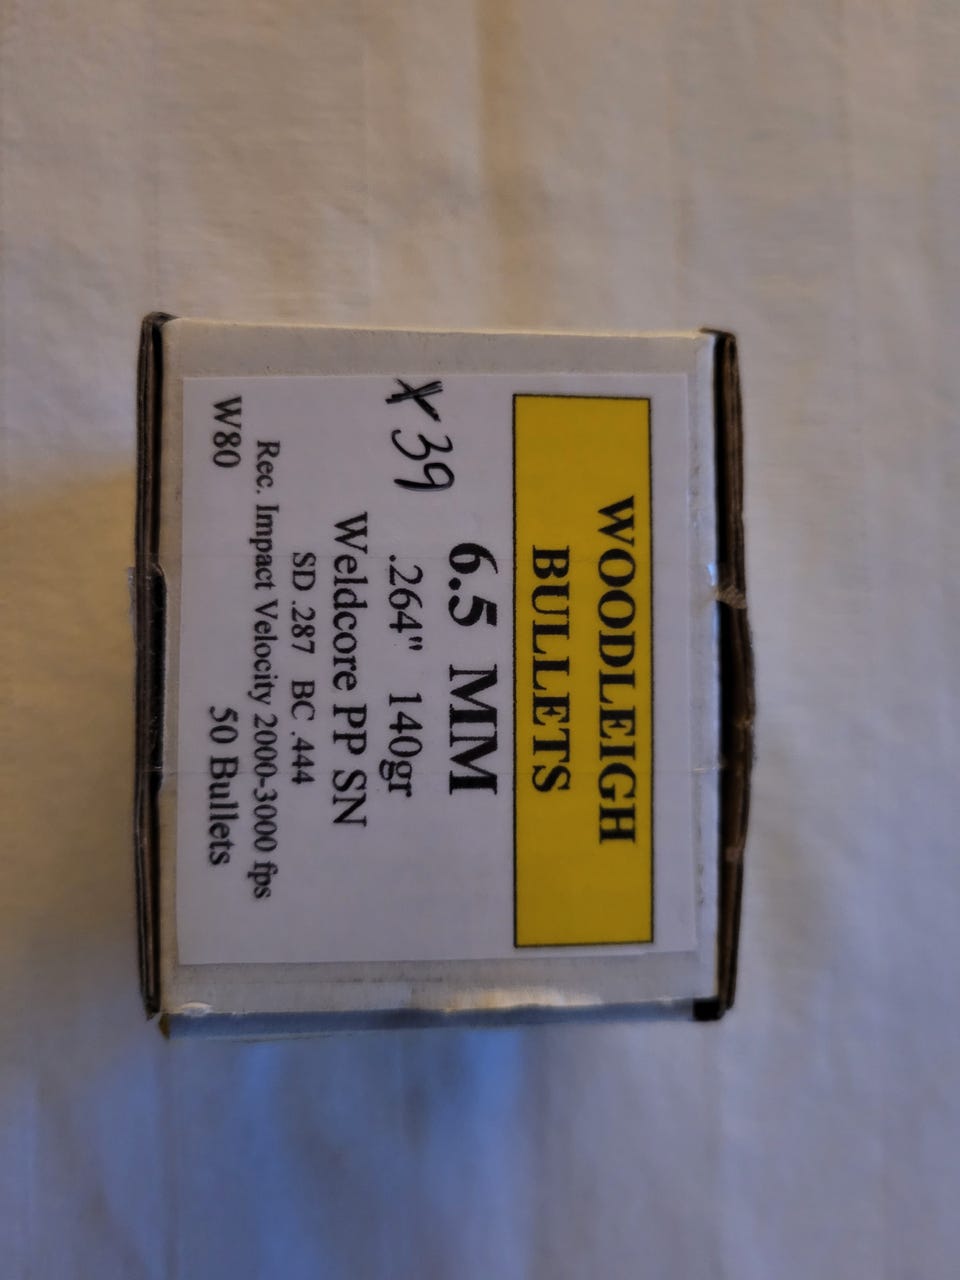 WOODLEIGH
BULLETS
6.5 MM
X 39
.264" 140gr
Weldcore PP SN
SD .287 BC .444
Rec. Impact Velocity 2000-3000 fps
W80 50 Bullets